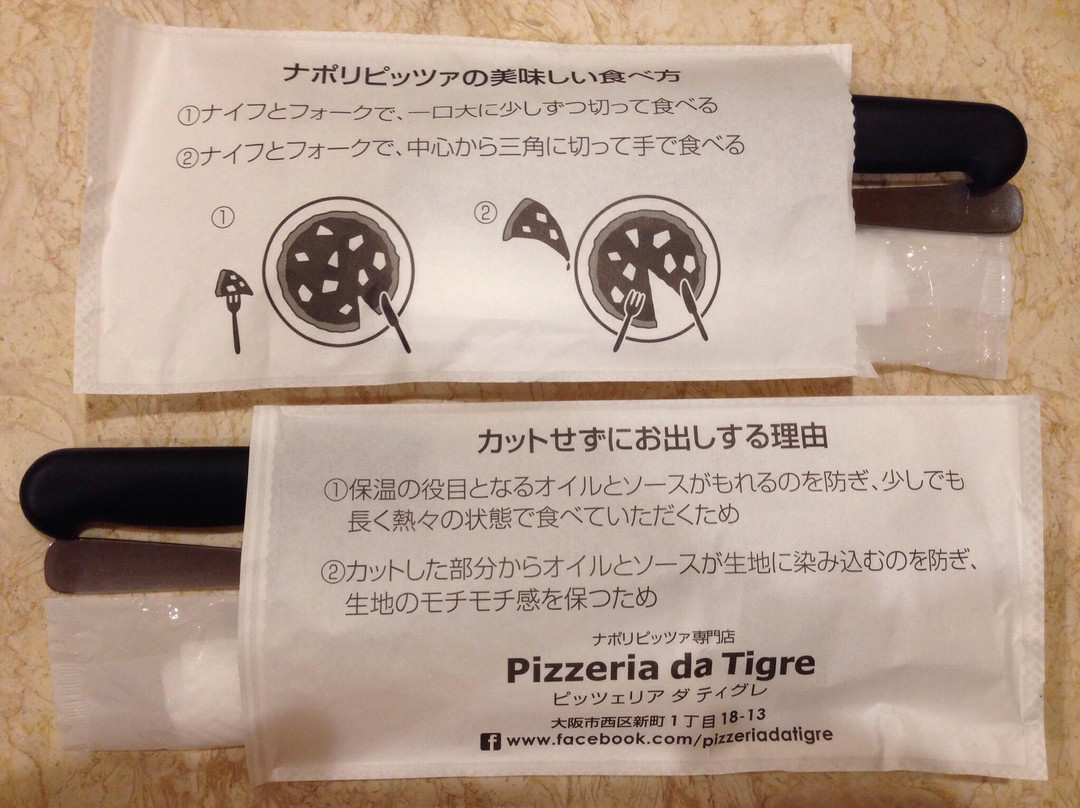 ナポリピッツァの美味しい食べ方
①ナイフとフォークで、一口大に少しずつ切って食べる
②ナイフとフォークで、中心から三角に切って手で食べる
①
②
カットせずにお出しする理由
①保温の役目となるオイルとソースがもれるのを防ぎ、少しでも
長く熱々の状態で食べていただくため
②カットした部分からオイルとソースが生地に染み込むのを防ぎ、
生地のモチモチ感を保つため
ナポリピッツァ専門店
Pizzeria da Tigre
ピッツェリア ダ ティグレ
大阪市西区新町1丁目18-13
f www.facebook.com/pizzeriadatigre